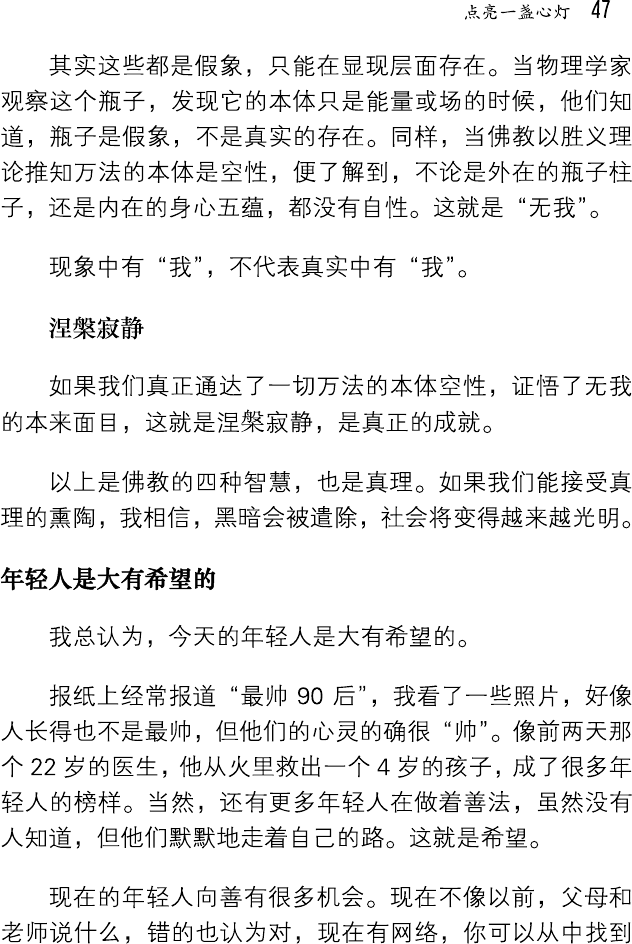 点亮一盏心灯 47
其实这些都是假象，只能在显现层面存在。当物理学家
观察这个瓶子，发现它的本体只是能量或场的时候，他们知
道，瓶子是假象，不是真实的存在。同样，当佛教以胜义理
论推知万法的本体是空性，便了解到，不论是外在的瓶子柱
子，还是内在的身心五蕴，都没有自性。这就是“无我”。
现象中有“我”，不代表真实中有“我”。
涅槃寂静
如果我们真正通达了一切万法的本体空性，证悟了无我
的本来面目，这就是涅槃寂静，是真正的成就。
以上是佛教的四种智慧，也是真理。如果我们能接受真
理的熏陶，我相信，黑暗会被遣除，社会将变得越来越光明。
年轻人是大有希望的
我总认为，今天的年轻人是大有希望的。
报纸上经常报道“最帅 90 后”，我看了一些照片，好像
人长得也不是最帅，但他们的心灵的确很“帅”。像前两天那
个 22 岁的医生，他从火里救出一个 4 岁的孩子，成了很多年
轻人的榜样。当然，还有更多年轻人在做着善法，虽然没有
人知道，但他们默默地走着自己的路。这就是希望。
现在的年轻人向善有很多机会。现在不像以前，父母和
老师说什么，错的也认为对，现在有网络，你可以从中找到